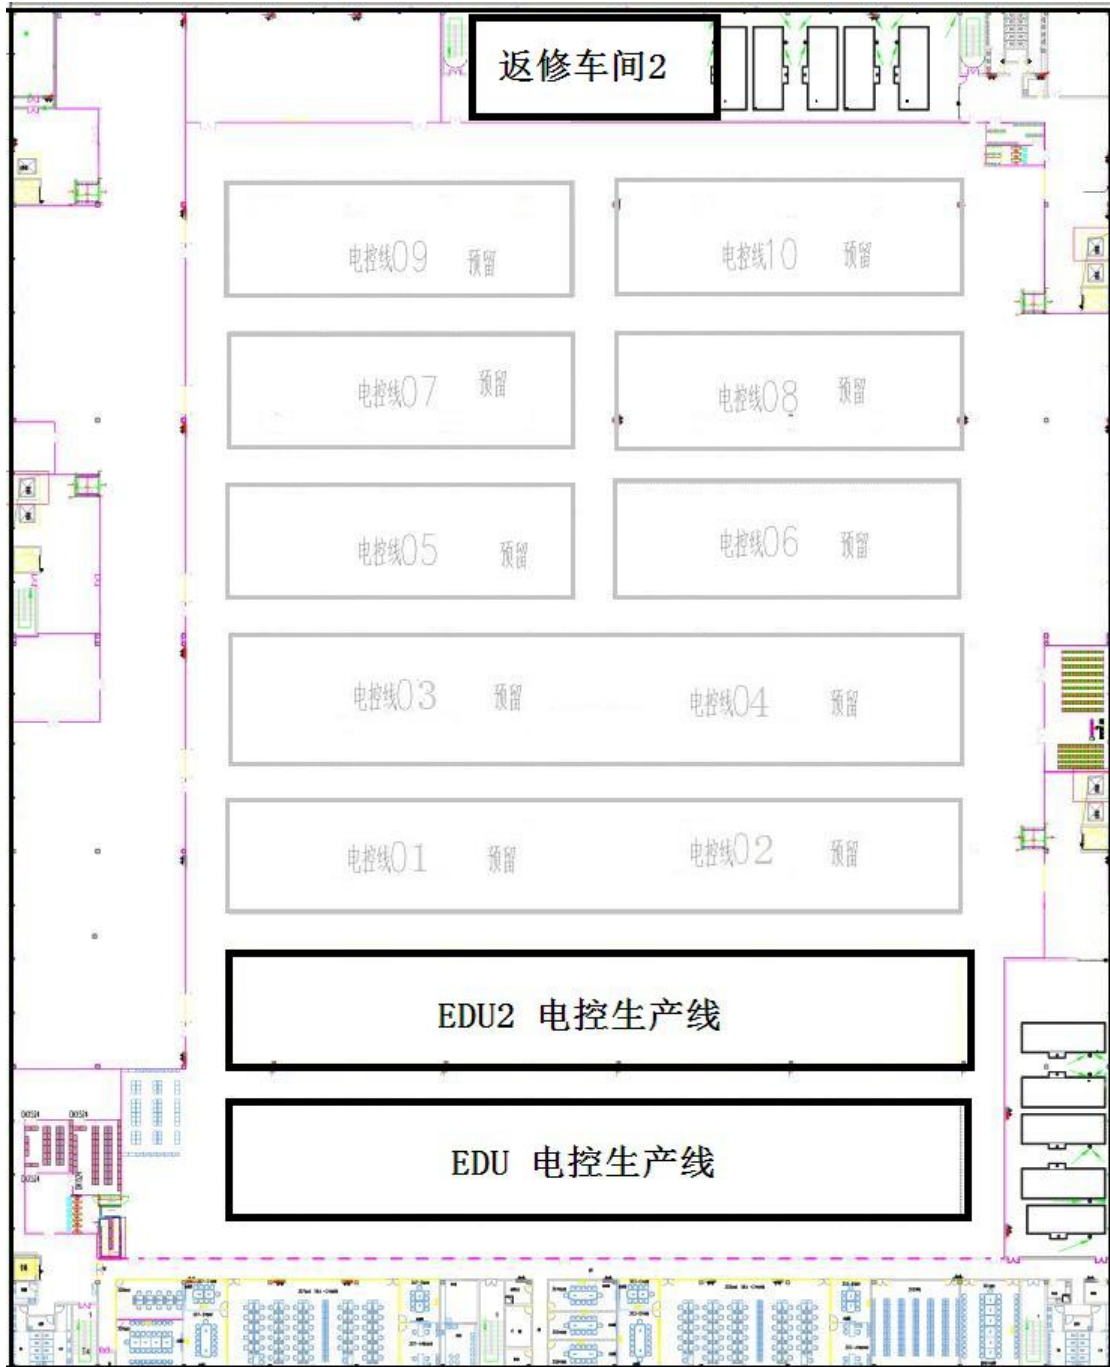 返修车间2
电控线09 预留
电控线10 预留
电控线07 预留
电控线08 预留
电控线05 预留
电控线06 预留
电控线03 预留
电控线04 预留
电控线01 预留
电控线02 预留
EDU2 电控生产线
EDU 电控生产线